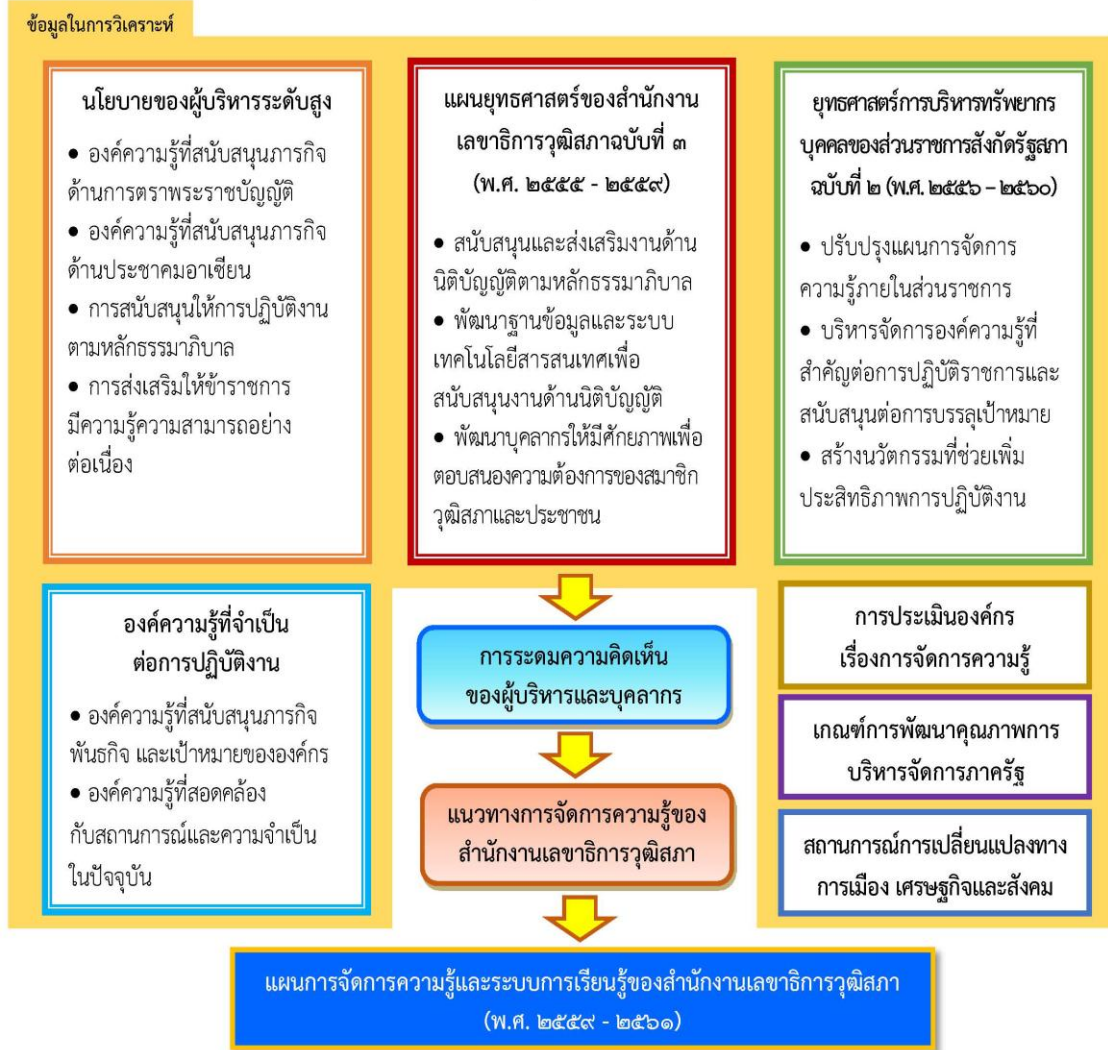 ข้อมูลในการวิเคราะห์
นโยบายของผู้บริหารระดับสูง
• องค์ความรู้ที่สนับสนุนภารกิจ
ด้านการตราพระราชบัญญัติ
• องค์ความรู้ที่สนับสนุนภารกิจ
ด้านประชาคมอาเซียน
• การสนับสนุนให้การปฏิบัติงาน
ตามหลักธรรมาภิบาล
• การส่งเสริมให้ข้าราชการ
มีความรู้ความสามารถอย่าง
ต่อเนื่อง
แผนยุทธศาสตร์ของสำนักงาน
เลขาธิการวุฒิสภาฉบับที่ ๓
(พ.ศ. ๒๕๕๕ - ๒๕๕๙)
• สนับสนุนและส่งเสริมงานด้าน
นิติบัญญัติตามหลักธรรมาภิบาล
• พัฒนาฐานข้อมูลและระบบ
เทคโนโลยีสารสนเทศเพื่อ
สนับสนุนงานด้านนิติบัญญัติ
• พัฒนาบุคลากรให้มีศักยภาพเพื่อ
ตอบสนองความต้องการของสมาชิก
วุฒิสภาและประชาชน
ยุทธศาสตร์การบริหารทรัพยากร
บุคคลของส่วนราชการสังกัดรัฐสภา
ฉบับที่ ๒ (พ.ศ. ๒๕๕๖ – ๒๕๖๐)
• ปรับปรุงแผนการจัดการ
ความรู้ภายในส่วนราชการ
• บริหารจัดการองค์ความรู้ที่
สำคัญต่อการปฏิบัติราชการและ
สนับสนุนต่อการบรรลุเป้าหมาย
• สร้างนวัตกรรมที่ช่วยเพิ่ม
ประสิทธิภาพการปฏิบัติงาน
องค์ความรู้ที่จำเป็น
ต่อการปฏิบัติงาน
• องค์ความรู้ที่สนับสนุนภารกิจ
พันธกิจ และเป้าหมายขององค์กร
• องค์ความรู้ที่สอดคล้อง
กับสถานการณ์และความจำเป็น
ในปัจจุบัน
การระดมความคิดเห็น
ของผู้บริหารและบุคลากร
แนวทางการจัดการความรู้ของ
สำนักงานเลขาธิการวุฒิสภา
การประเมินองค์กร
เรื่องการจัดการความรู้
เกณฑ์การพัฒนาคุณภาพการ
บริหารจัดการภาครัฐ
สถานการณ์การเปลี่ยนแปลงทาง
การเมือง เศรษฐกิจและสังคม
แผนการจัดการความรู้และระบบการเรียนรู้ของสำนักงานเลขาธิการวุฒิสภา
(พ.ศ. ๒๕๕๙ - ๒๕๖๑)